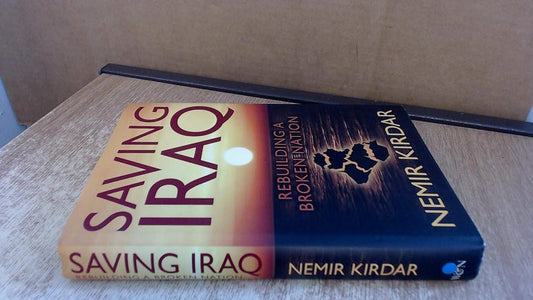 SAVING
IRAQ
REBUILDING A
BROKEN NATION
NEMIR KIRDAR
SAVING IRAQ
REBUILDING A BROKEN NATION
NEMIR KIRDAR